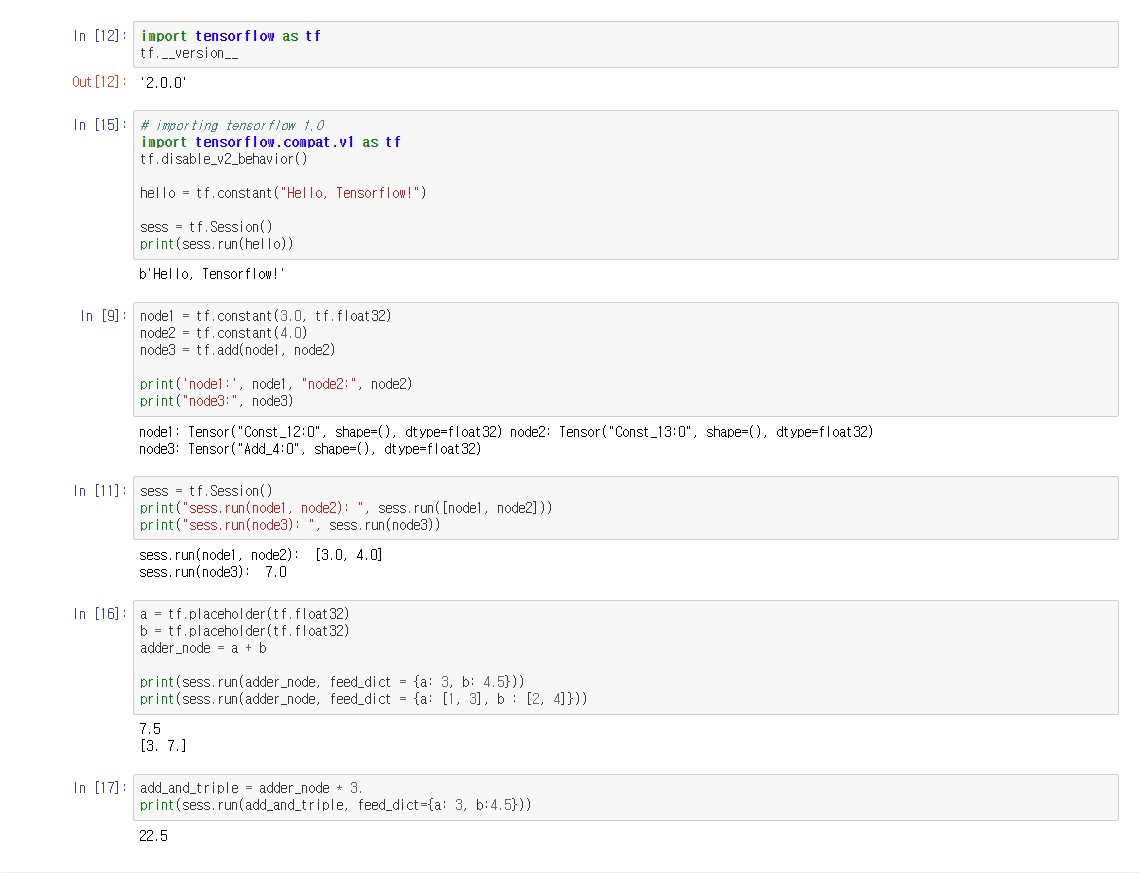 In [12]: import tensorflow as tf
tf.__version__
Out[12]: '2.0.0'
In [15]: # importing tensorflow 1.0
import tensorflow.compat.v1 as tf
tf.disable_v2_behavior()
hello = tf.constant("Hello, Tensorflow!")
sess = tf.Session()
print(sess.run(hello))
b'Hello, Tensorflow!'
In [9]: node1 = tf.constant(3.0, tf.float32)
node2 = tf.constant(4.0)
node3 = tf.add(node1, node2)
print('node1:', node1, "node2:", node2)
print("node3:", node3)
node1: Tensor("Const_12:0", shape=(), dtype=float32) node2: Tensor("Const_13:0", shape=(), dtype=float32)
node3: Tensor("Add_4:0", shape=(), dtype=float32)
In [11]: sess = tf.Session()
print("sess.run(node1, node2): ", sess.run([node1, node2]))
print("sess.run(node3): ", sess.run(node3))
sess.run(node1, node2):  [3.0, 4.0]
sess.run(node3):  7.0
In [16]: a = tf.placeholder(tf.float32)
b = tf.placeholder(tf.float32)
adder_node = a + b
print(sess.run(adder_node, feed_dict = {a: 3, b: 4.5}))
print(sess.run(adder_node, feed_dict = {a: [1, 3], b : [2, 4]}))
7.5
[3. 7.]
In [17]: add_and_triple = adder_node * 3.
print(sess.run(add_and_triple, feed_dict={a: 3, b:4.5}))
22.5